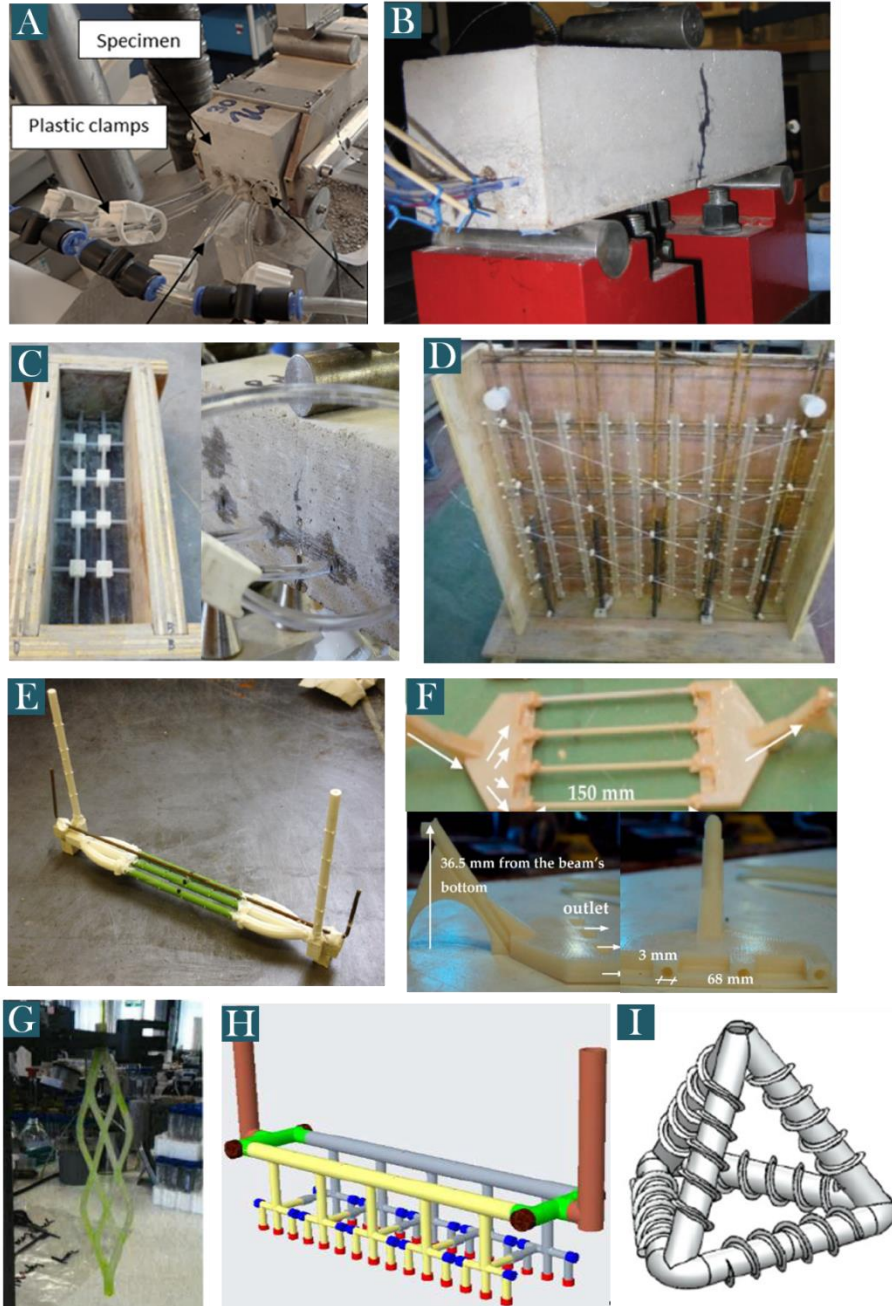 A
Specimen
Plastic clamps
B
C
D
E
F
150 mm
36.5 mm from the beam's
bottom
outlet
3 mm
68 mm
G
H
I